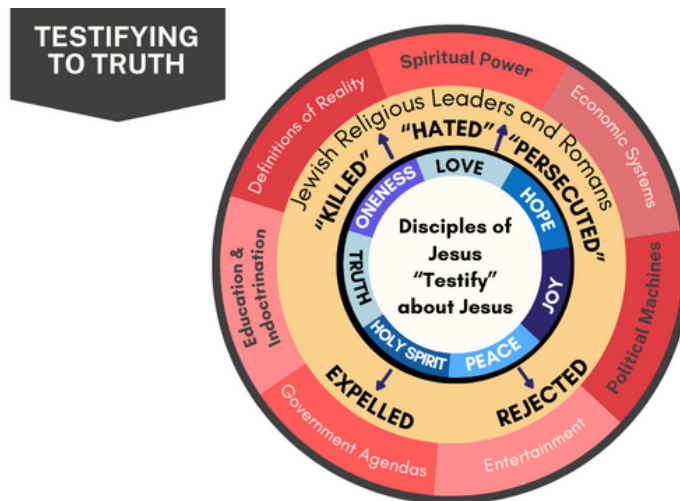 TESTIFYING
TO TRUTH
Spiritual Power
Economic Systems
Political Machines
Entertainment
Government Agendas
Education &
Indoctrination
Definitions of Reality
Jewish Religious Leaders and Romans
“KILLED”
“HATED”
“PERSECUTED”
REJECTED
EXPELLED
LOVE
HOPE
JOY
PEACE
HOLY SPIRIT
TRUTH
ONENESS
Disciples of
Jesus
“Testify”
about Jesus